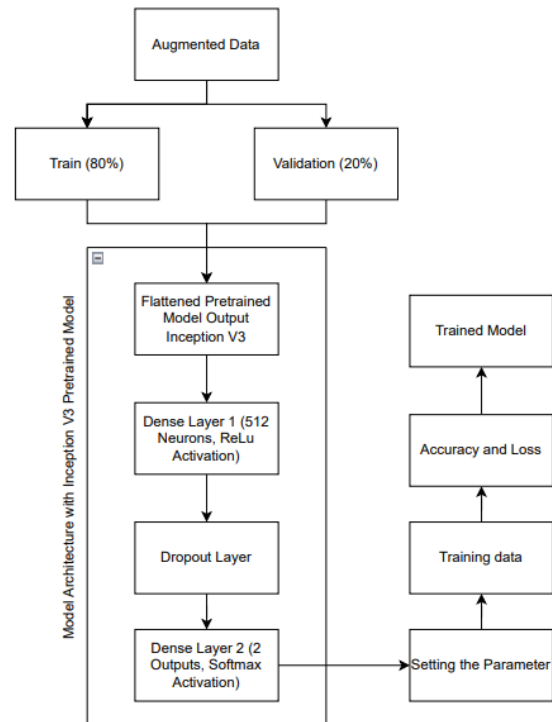 Augmented Data
Train (80%)
Validation (20%)
Model Architecture with Inception V3 Pretrained Model
Flattened Pretrained
Model Output
Inception V3
Dense Layer 1 (512
Neurons, ReLu
Activation)
Dropout Layer
Dense Layer 2 (2
Outputs, Softmax
Activation)
Setting the Parameter
Training data
Accuracy and Loss
Trained Model